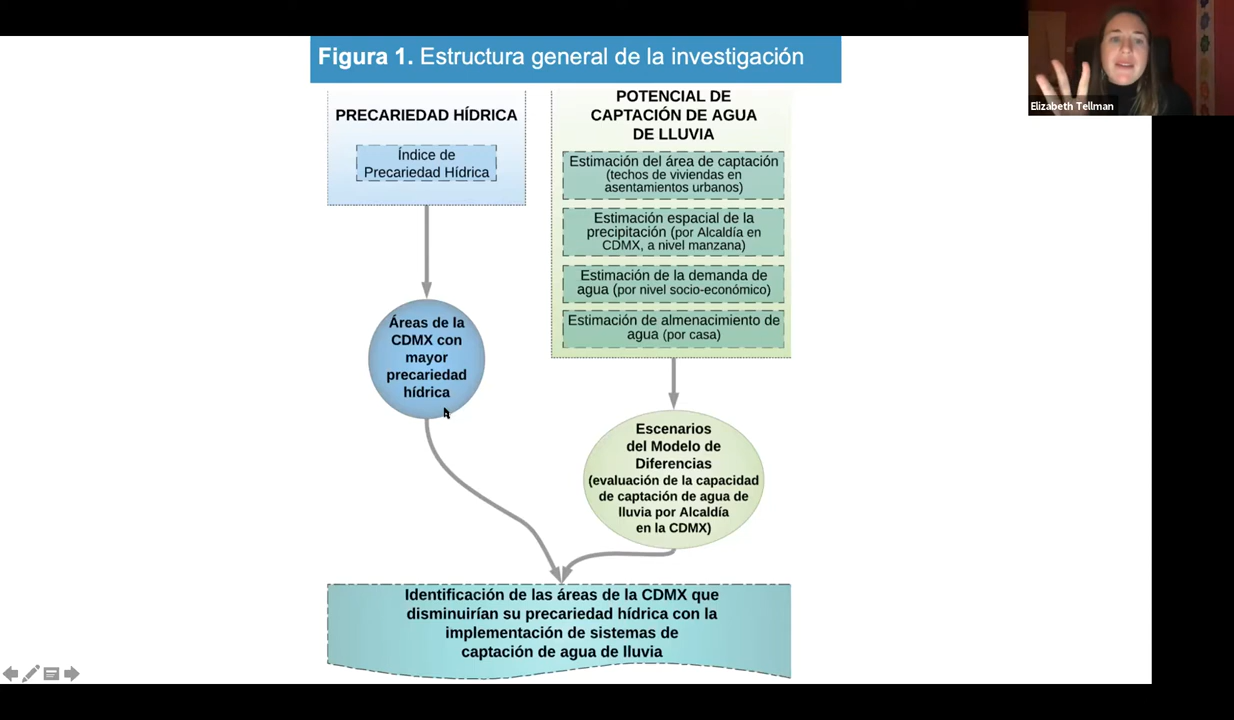 Figura 1. Estructura general de la investigación
Elizabeth Tellman
PRECARIEDAD HÍDRICA
Índice de
Precariedad Hídrica
POTENCIAL DE
CAPTACIÓN DE AGUA
DE LLUVIA
Estimación del área de captación
(techos de viviendas en
asentamientos urbanos)
Estimación espacial de la
precipitación (por Alcaldía en
CDMX, a nivel manzana)
Estimación de la demanda de
agua (por nivel socio-económico)
Estimación de almenacimiento de
agua (por casa)
Áreas de la
CDMX con
mayor
precariedad
hídrica
Escenarios
del Modelo de
Diferencias
(evaluación de la capacidad
de captación de agua de
lluvia por Alcaldía
en la CDMX)
Identificación de las áreas de la CDMX que
disminuirían su precariedad hídrica con la
implementación de sistemas de
captación de agua de lluvia